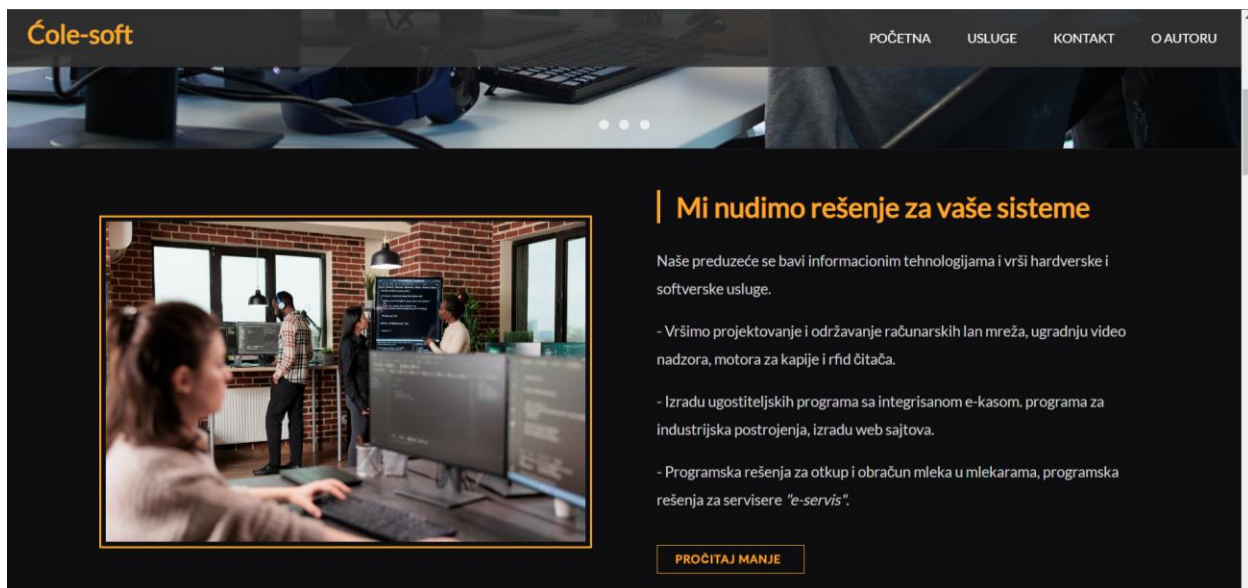 Ćole-soft
POČETNA USLUGE KONTAKT O AUTORU
Mi nudimo rešenje za vaše sisteme
Naše preduzeće se bavi informacionim tehnologijama i vrši hardverske i
softverske usluge.
- Vršimo projektovanje i održavanje računarskih lan mreža, ugradnju video
nadzora, motora za kapije i rfid čitača.
- Izradu ugostiteljskih programa sa integrisanom e-kasom. programa za
industrijska postrojenja, izradu web sajtova.
- Programska rešenja za otkup i obračun mleka u mlekarama, programska
rešenja za servisere "e-servis".
PROČITAJ MANJE